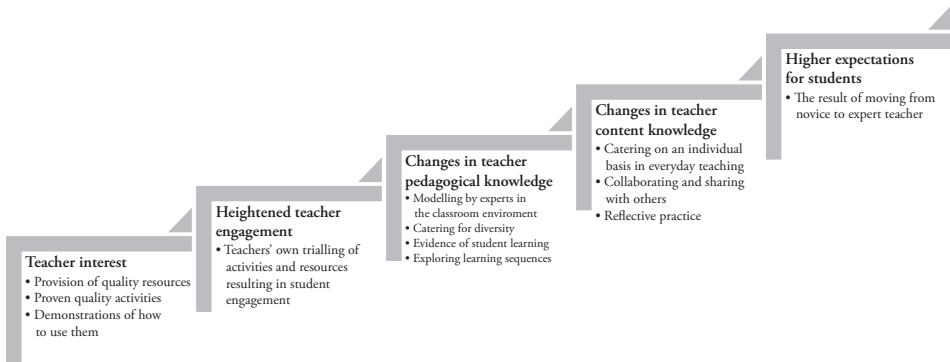 Teacher interest
• Provision of quality resources
• Proven quality activities
• Demonstrations of how
to use them
Heightened teacher
engagement
• Teachers' own trialling of
activities and resources
resulting in student
engagement
Changes in teacher
pedagogical knowledge
• Modelling by experts in
the classroom enviroment
• Catering for diversity
• Evidence of student learning
• Exploring learning sequences
Changes in teacher
content knowledge
• Catering on an individual
basis in everyday teaching
• Collaborating and sharing
with others
• Reflective practice
Higher expectations
for students
• The result of moving from
novice to expert teacher